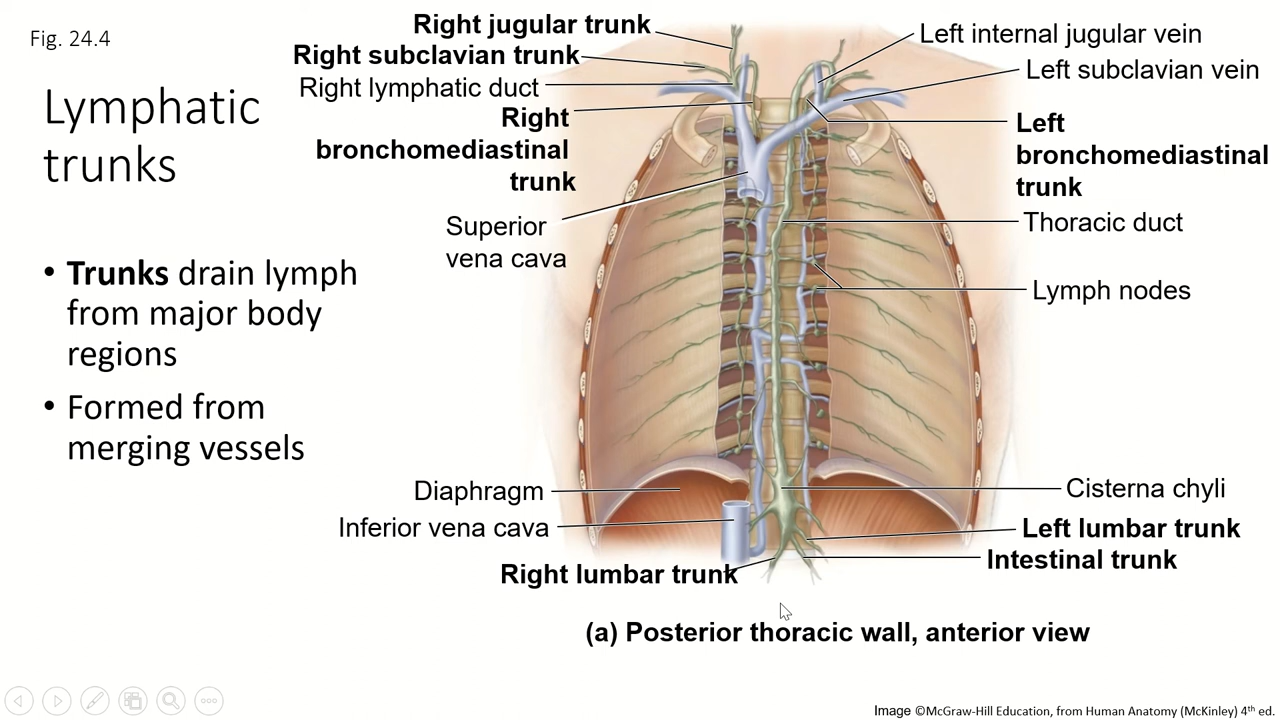 Fig. 24.4
Lymphatic
trunks
• Trunks drain lymph
from major body
regions
• Formed from
merging vessels
Right jugular trunk
Right subclavian trunk
Right lymphatic duct
Right
bronchomediastinal
trunk
Superior
vena cava
Diaphragm
Inferior vena cava
Right lumbar trunk
Left internal jugular vein
Left subclavian vein
Left
bronchomediastinal
trunk
Thoracic duct
Lymph nodes
Cisterna chyli
Left lumbar trunk
Intestinal trunk
(a) Posterior thoracic wall, anterior view
Image ©McGraw-Hill Education, from Human Anatomy (McKinley) 4th ed.